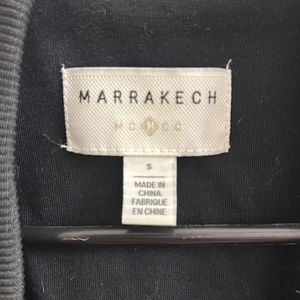 MARRAKECH
S
MADE IN
CHINA
FABRIQUE
EN CHINE